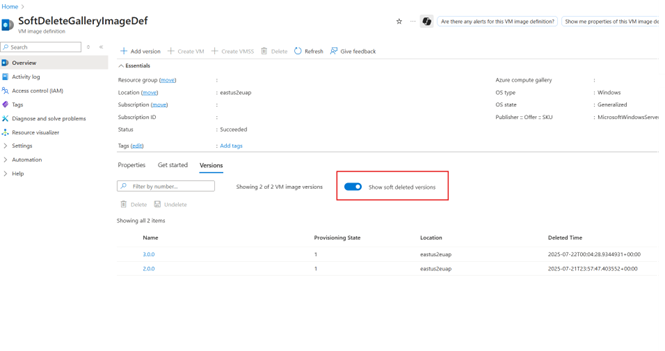 Home >
SoftDeleteGalleryImageDef
VM image definition
Are there any alerts for this VM image definition?
Show me properties of this VM image de
Search
Add version
Create VM
Create VMSS
Delete
Refresh
Give feedback
Overview
Activity log
Access control (IAM)
Tags
Diagnose and solve problems
Resource visualizer
Settings
Automation
Help
Essentials
Resource group (move) :
Location (move) : eastus2euap
Subscription (move) :
Subscription ID :
Status : Succeeded
Azure compute gallery :
OS type : Windows
OS state : Generalized
Publisher :: Offer :: SKU : MicrosoftWindowsServer
Tags (edit) : Add tags
Properties Get started Versions
Filter by number... Showing 2 of 2 VM image versions Show soft deleted versions
Delete Undelete
Showing all 2 items
Name Provisioning State Location Deleted Time
3.0.0 1 eastus2euap 2025-07-22T00:04:28.9344931+00:00
2.0.0 1 eastus2euap 2025-07-21T23:57:47.403552+00:00